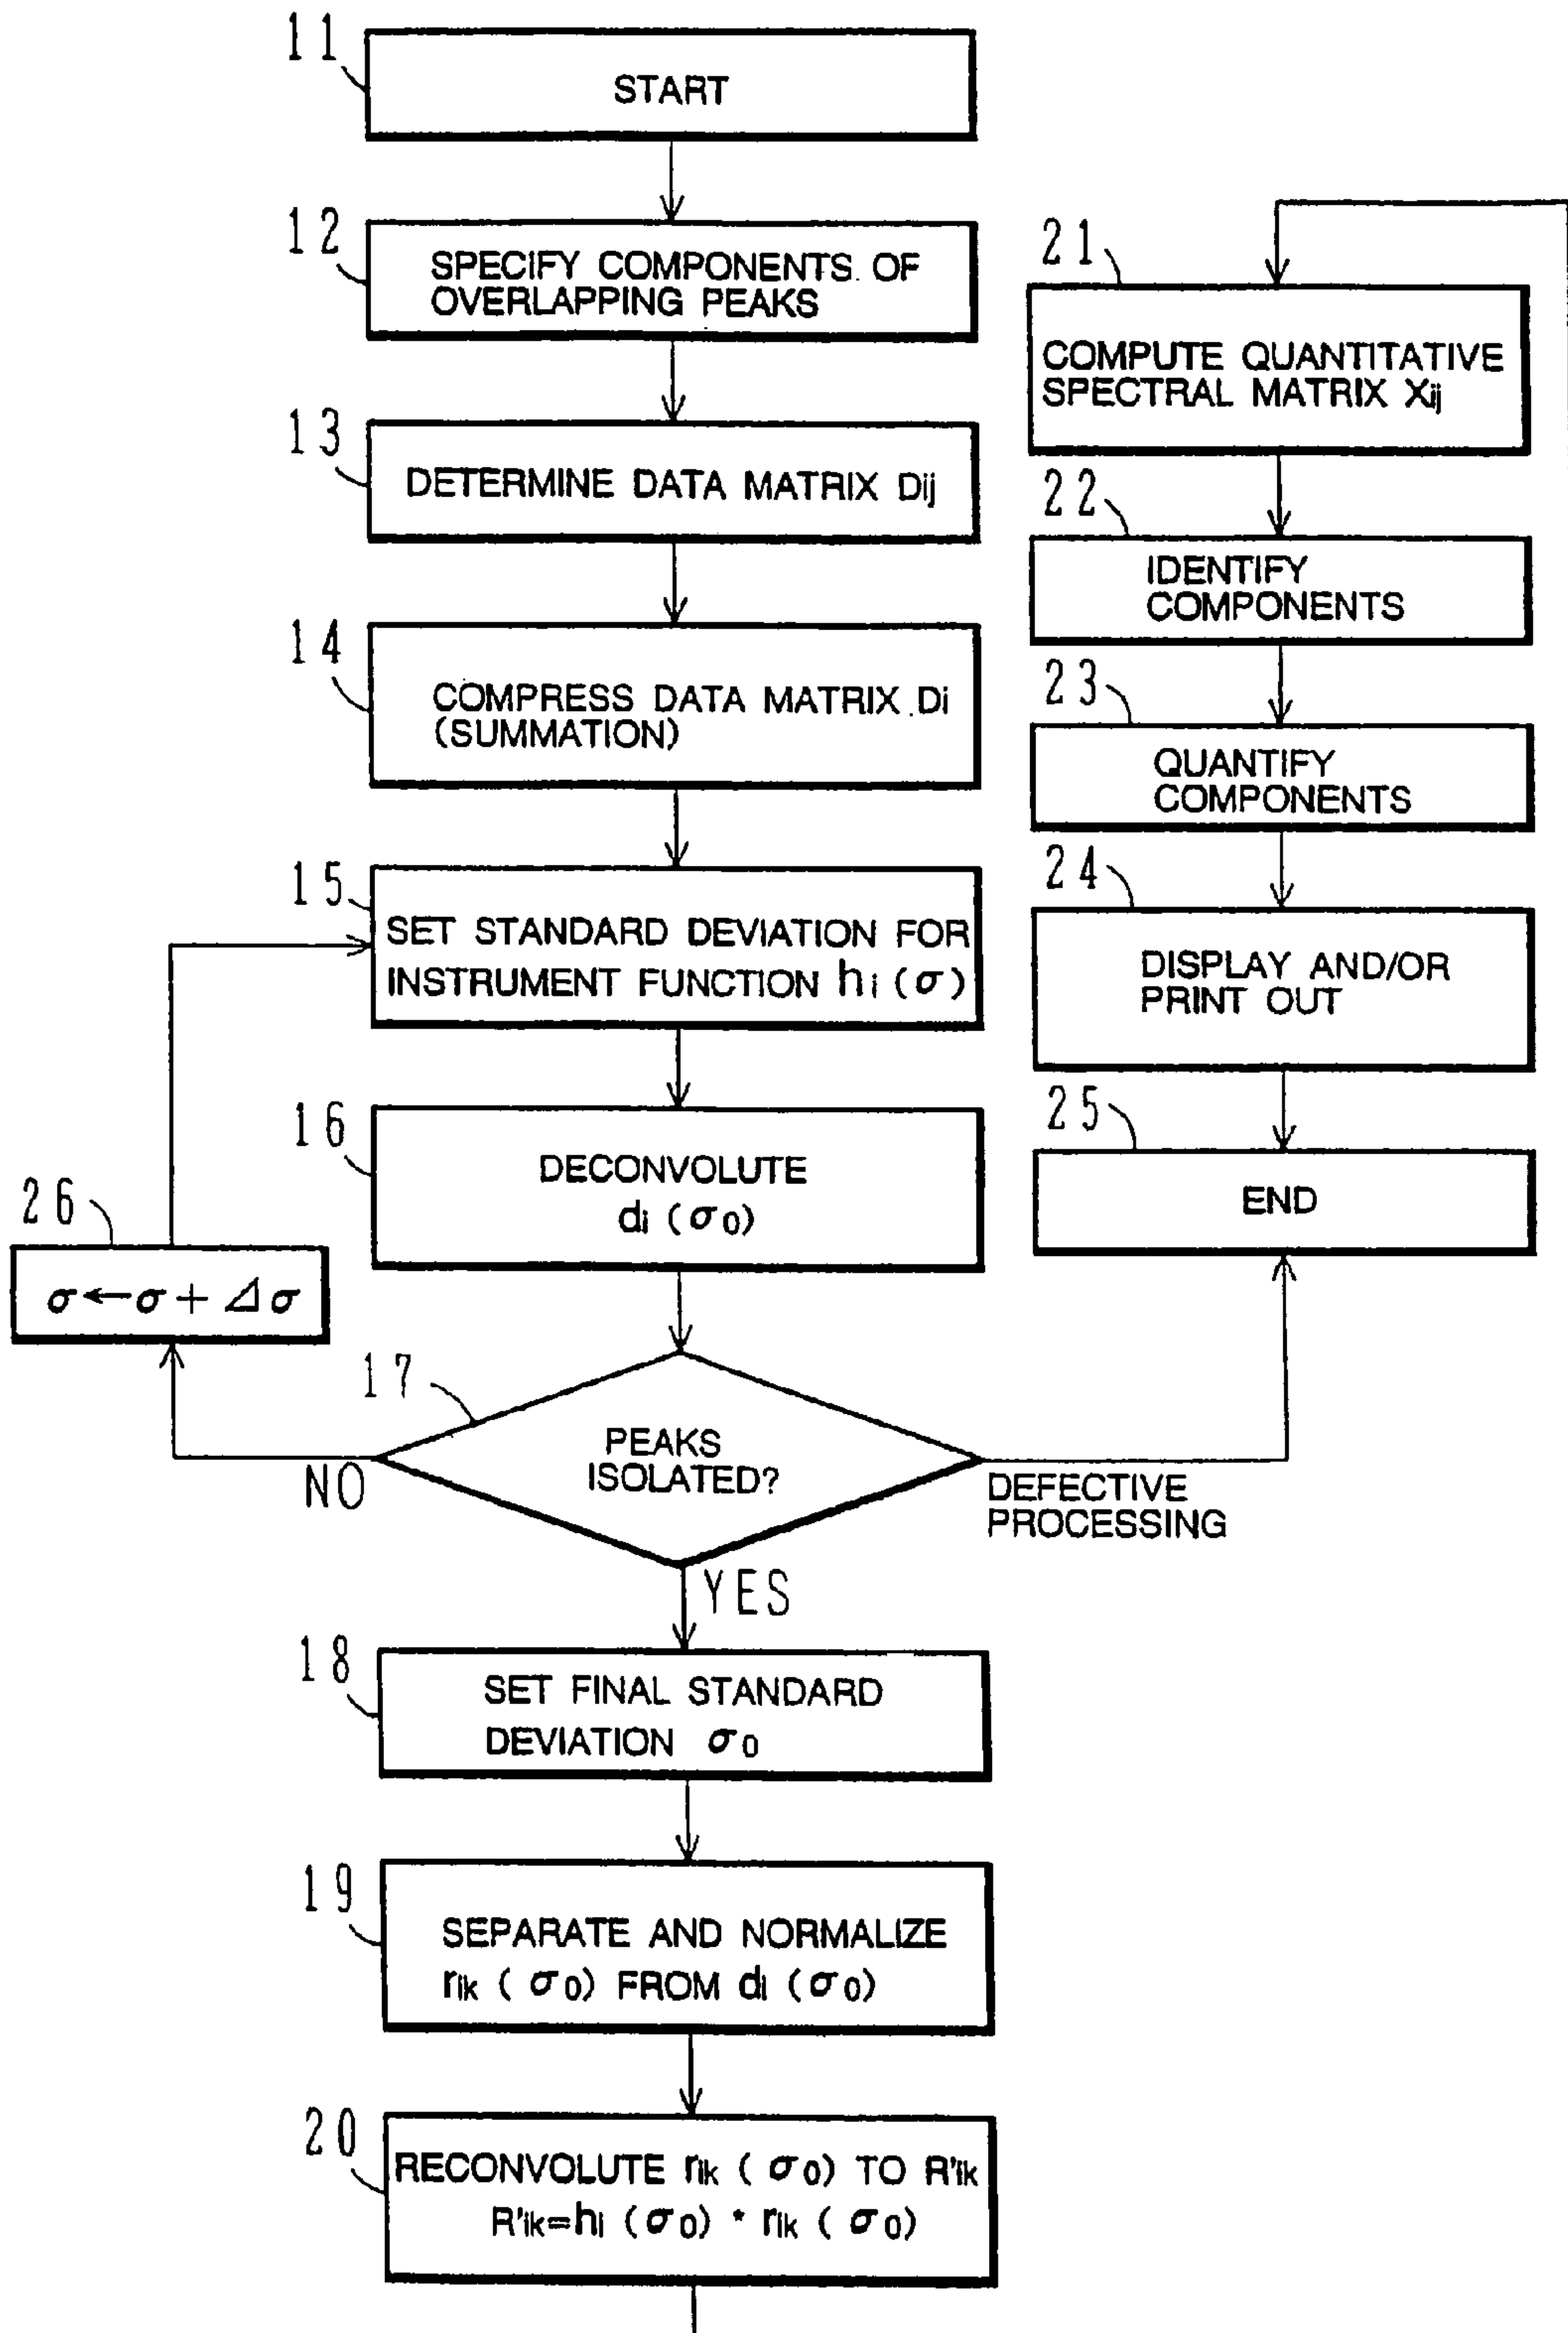 11
START
12
SPECIFY COMPONENTS OF
OVERLAPPING PEAKS
13
DETERMINE DATA MATRIX Dij
14
COMPRESS DATA MATRIX Di
(SUMMATION)
15
SET STANDARD DEVIATION FOR
INSTRUMENT FUNCTION hi (σ)
16
DECONVOLUTE
di (σ0)
26
σ←σ + Δσ
17
PEAKS
ISOLATED?
NO
DEFECTIVE
PROCESSING
YES
18
SET FINAL STANDARD
DEVIATION σ0
19
SEPARATE AND NORMALIZE
rik (σ0) FROM di (σ0)
20
RECONVOLUTE rik (σ0) TO R'ik
R'ik=hi (σ0) * rik (σ0)
21
COMPUTE QUANTITATIVE
SPECTRAL MATRIX Xij
22
IDENTIFY
COMPONENTS
23
QUANTIFY
COMPONENTS
24
DISPLAY AND/OR
PRINT OUT
25
END